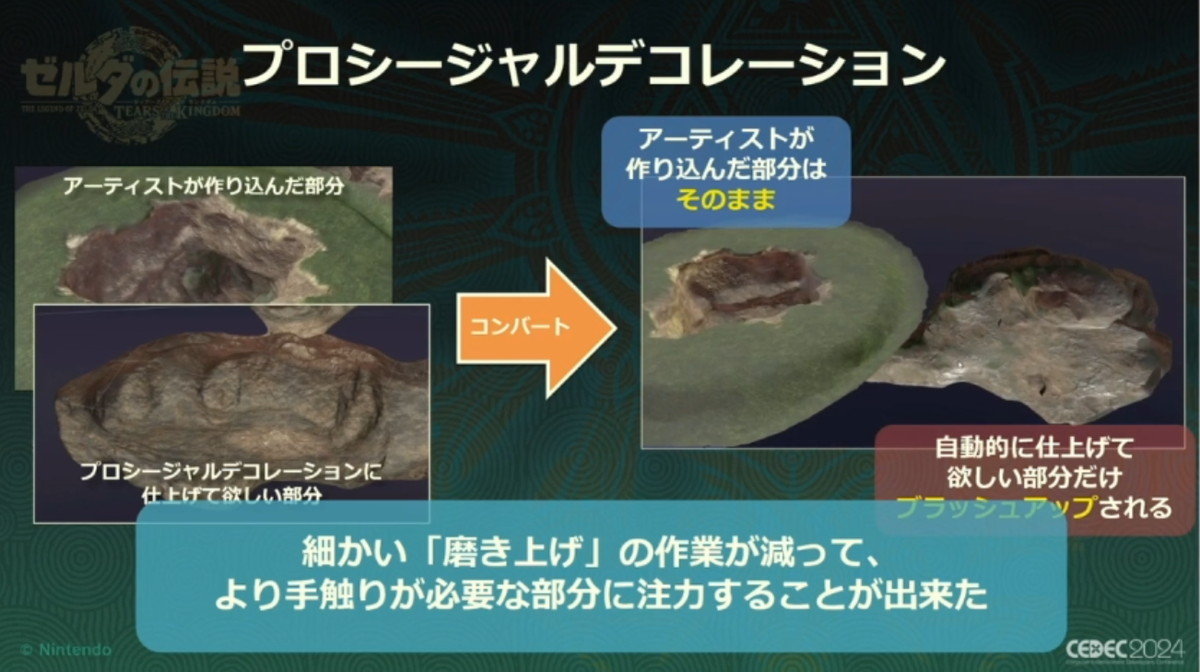 プロシージャルデコレーション
ゼルダの伝説
TEARS OF THE KINGDOM
アーティストが
作り込んだ部分は
そのまま
アーティストが作り込んだ部分
コンバート
プロシージャルデコレーションに
仕上げて欲しい部分
自動的に仕上げて
欲しい部分だけ
ブラッシュアップされる
細かい「磨き上げ」の作業が減って、
より手触りが必要な部分に注力することが出来た
© Nintendo
CEDEC2024